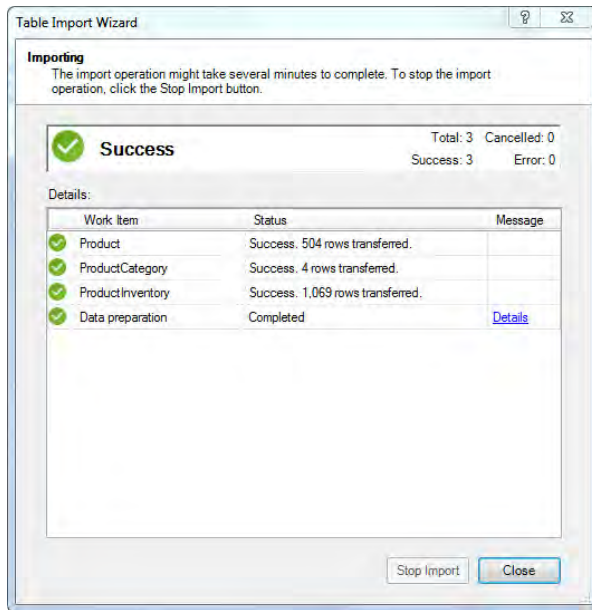 Table Import Wizard
Importing
The import operation might take several minutes to complete. To stop the import
operation, click the Stop Import button.
Success
Total: 3 Cancelled: 0
Success: 3 Error: 0
Details:
Work Item Status Message
Product Success. 504 rows transferred.
ProductCategory Success. 4 rows transferred.
ProductInventory Success. 1,069 rows transferred.
Data preparation Completed Details
Stop Import Close